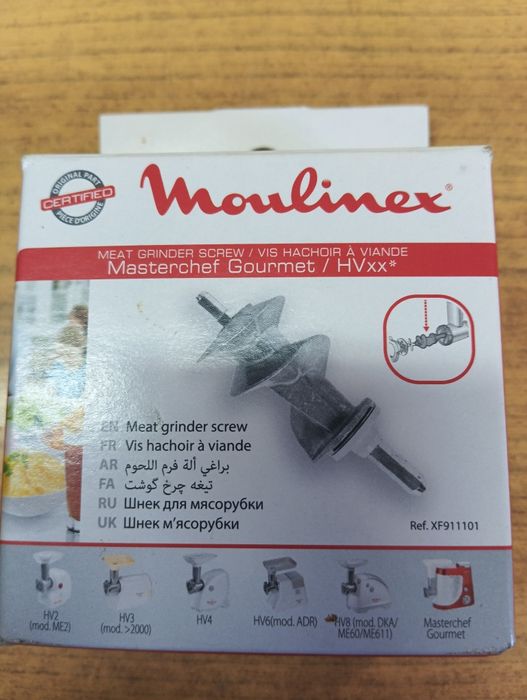 ORIGINAL PART
CERTIFIED
PIÈCE D'ORIGINE
Moulinex®
MEAT GRINDER SCREW / VIS HACHOIR À VIANDE
Masterchef Gourmet / HVxx*
EN Meat grinder screw
FR Vis hachoir à viande
AR براغي ألة فرم اللحوم
FA تیغه چرخ گوشت
RU Шнек для мясорубки
UK Шнек м'ясорубки
Ref. XF911101
HV2
(mod. ME2)
HV3
(mod. >2000)
HV4
HV6(mod. ADR)
HV8 (mod. DKA/
ME60/ME611)
Masterchef
Gourmet